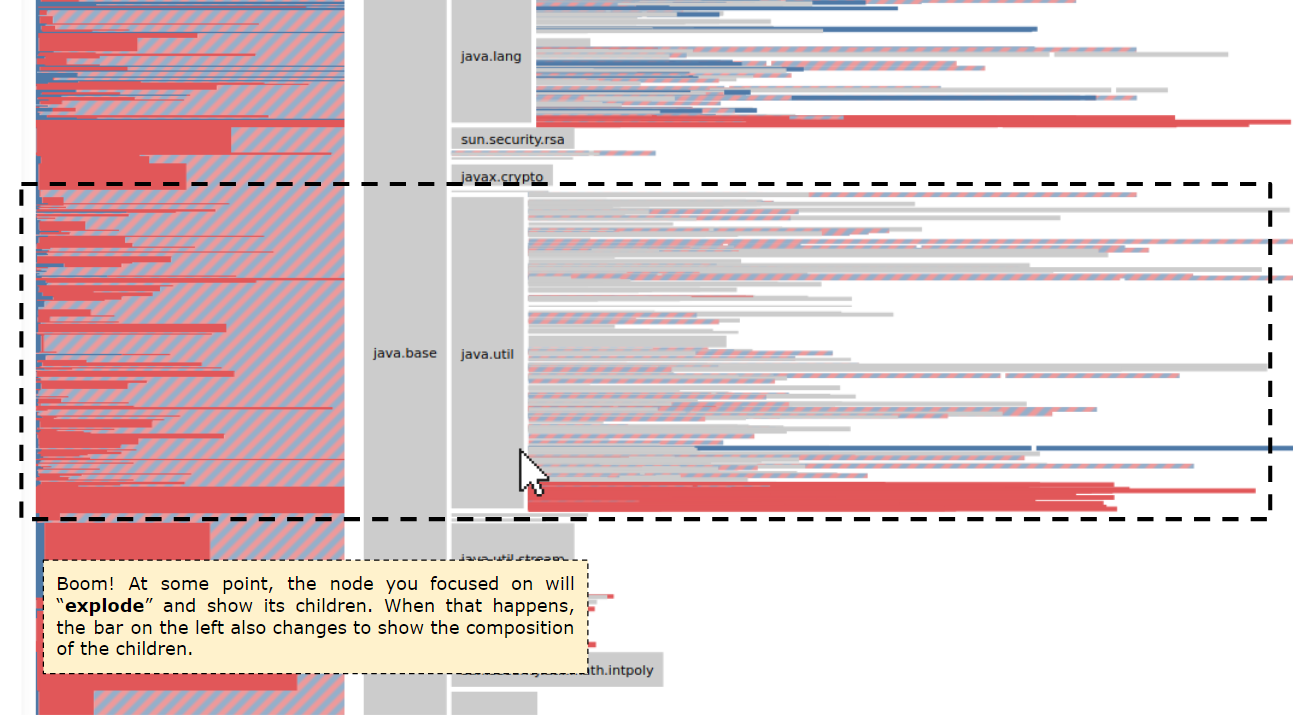 java.lang
sun.security.rsa
javax.crypto
java.base
java.util
java.util.stream
Boom! At some point, the node you focused on will
“explode” and show its children. When that happens,
the bar on the left also changes to show the composition
of the children.
math.intpoly